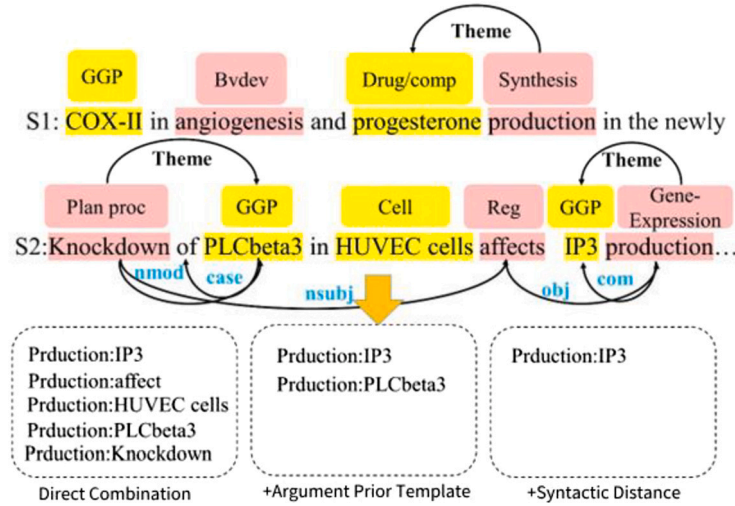 Theme
GGP Bvdev Drug/comp Synthesis
S1: COX-II in angiogenesis and progesterone production in the newly
Theme Theme
Plan proc GGP Cell Reg GGP Gene-Expression
S2:Knockdown of PLCbeta3 in HUVEC cells affects IP3 production...
nmod case nsubj obj com
Prduction:IP3
Prduction:affect
Prduction:HUVEC cells
Prduction:PLCbeta3
Prduction:Knockdown
Direct Combination
Prduction:IP3
Prduction:PLCbeta3
+Argument Prior Template
Prduction:IP3
+Syntactic Distance